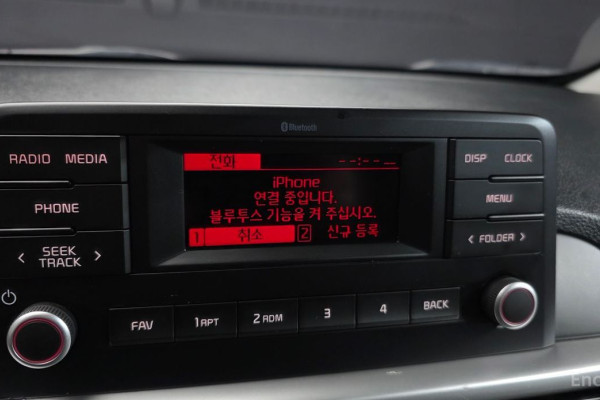 Bluetooth
RADIO MEDIA
PHONE
SEEK
TRACK
전화 --:--
iPhone
연결 중입니다.
블루투스 기능을 켜 주십시오.
1 취소 2 신규 등록
DISP CLOCK
MENU
< FOLDER >
FAV 1 RPT 2 RDM 3 4 BACK
Enc